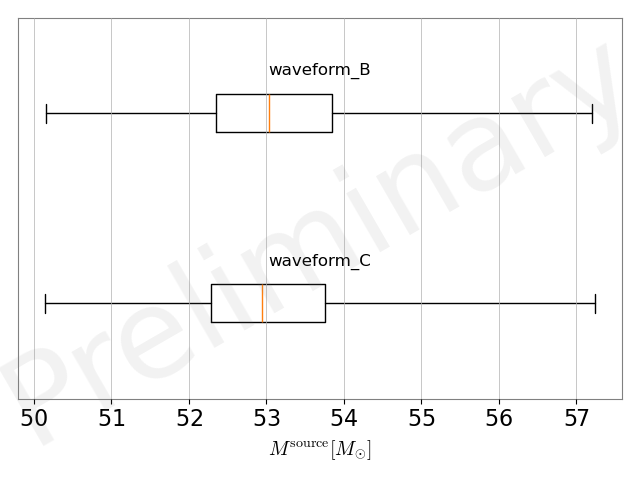 waveform_B
waveform_C
Preliminary
50 51 52 53 54 55 56 57
M^source[M_⊙]